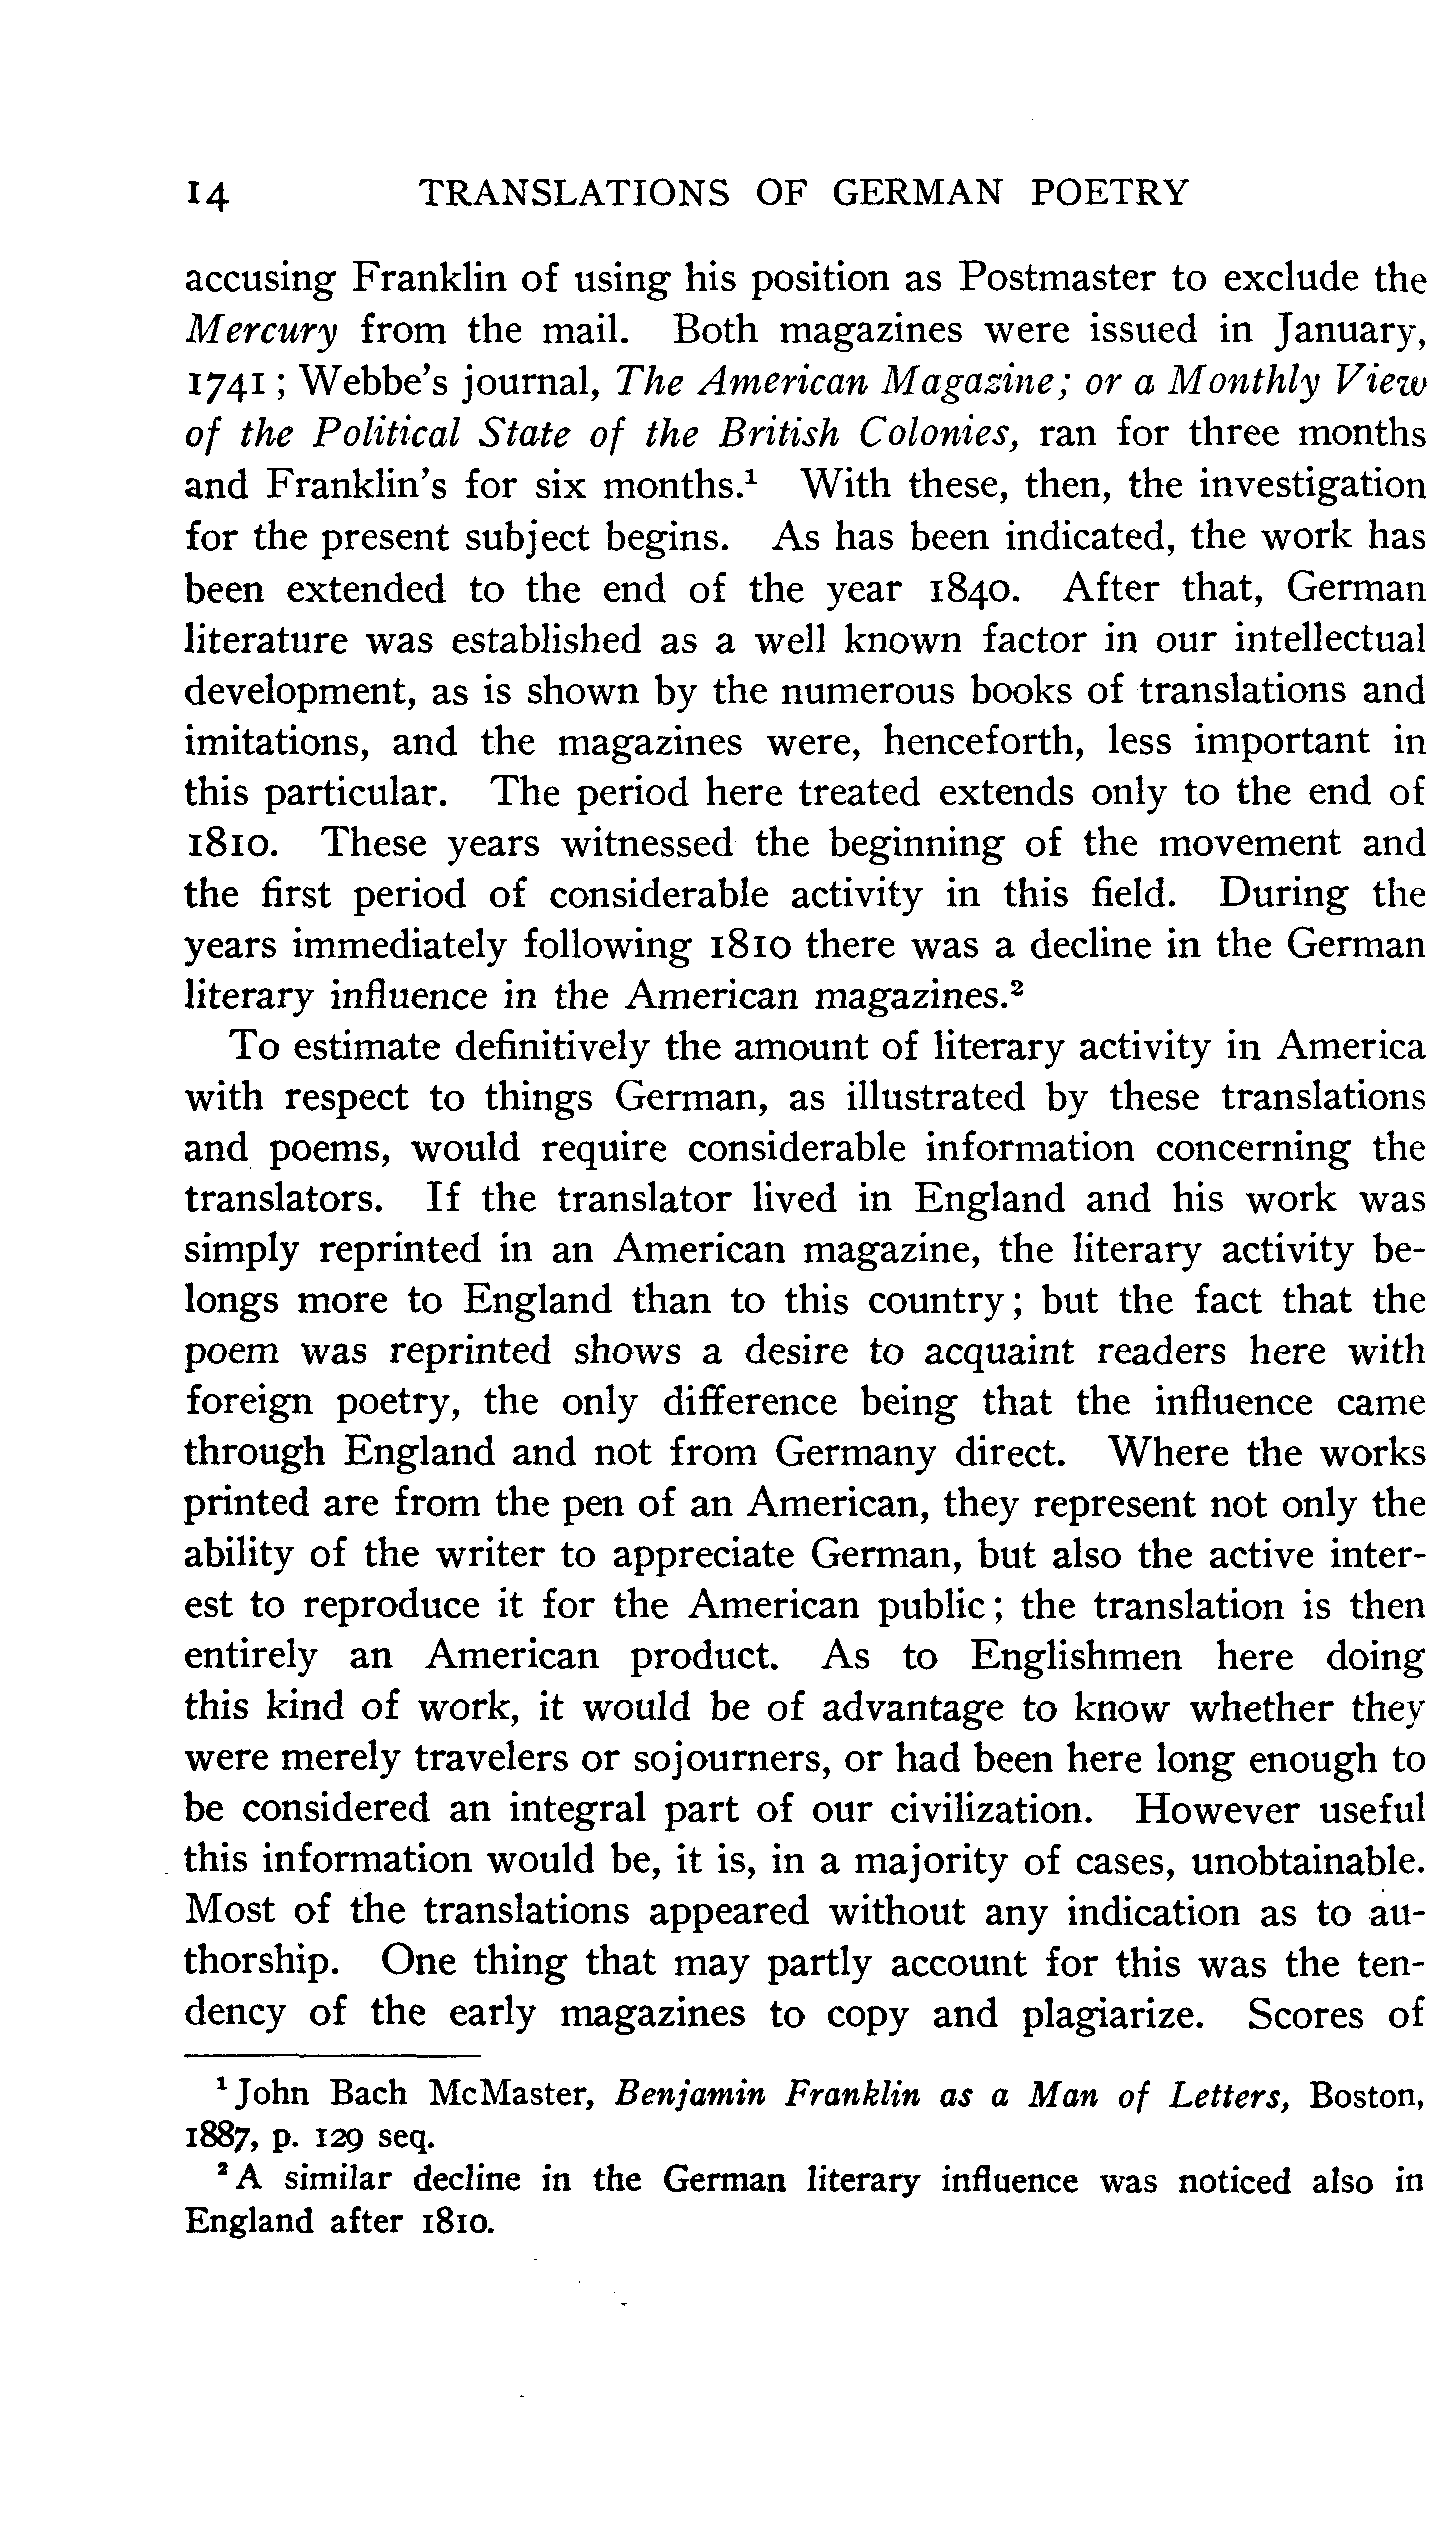 14 TRANSLATIONS OF GERMAN POETRY
accusing Franklin of using his position as Postmaster to exclude the
Mercury from the mail. Both magazines were issued in January,
1741; Webbe's journal, The American Magazine; or a Monthly View
of the Political State of the British Colonies, ran for three months
and Franklin's for six months.¹ With these, then, the investigation
for the present subject begins. As has been indicated, the work has
been extended to the end of the year 1840. After that, German
literature was established as a well known factor in our intellectual
development, as is shown by the numerous books of translations and
imitations, and the magazines were, henceforth, less important in
this particular. The period here treated extends only to the end of
1810. These years witnessed the beginning of the movement and
the first period of considerable activity in this field. During the
years immediately following 1810 there was a decline in the German
literary influence in the American magazines.²
To estimate definitively the amount of literary activity in America
with respect to things German, as illustrated by these translations
and poems, would require considerable information concerning the
translators. If the translator lived in England and his work was
simply reprinted in an American magazine, the literary activity be-
longs more to England than to this country; but the fact that the
poem was reprinted shows a desire to acquaint readers here with
foreign poetry, the only difference being that the influence came
through England and not from Germany direct. Where the works
printed are from the pen of an American, they represent not only the
ability of the writer to appreciate German, but also the active inter-
est to reproduce it for the American public; the translation is then
entirely an American product. As to Englishmen here doing
this kind of work, it would be of advantage to know whether they
were merely travelers or sojourners, or had been here long enough to
be considered an integral part of our civilization. However useful
this information would be, it is, in a majority of cases, unobtainable.
Most of the translations appeared without any indication as to au-
thorship. One thing that may partly account for this was the ten-
dency of the early magazines to copy and plagiarize. Scores of
¹ John Bach McMaster, Benjamin Franklin as a Man of Letters, Boston,
1887, p. 129 seq.
² A similar decline in the German literary influence was noticed also in
England after 1810.